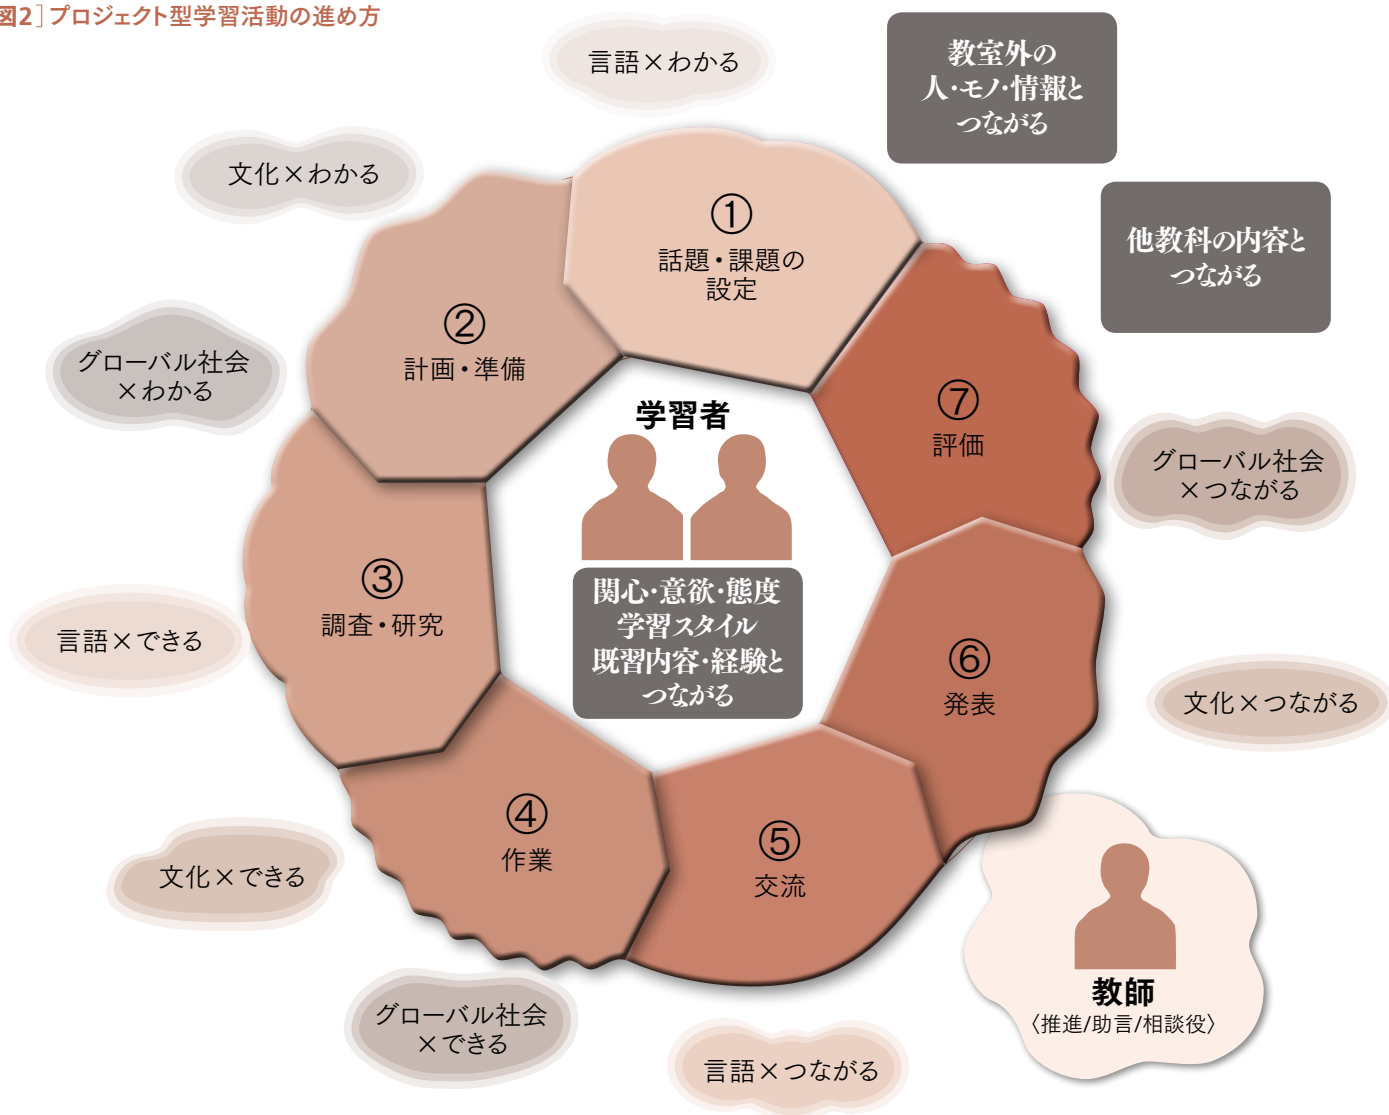 図2］プロジェクト型学習活動の進め方
言語×わかる
教室外の
人・モノ・情報と
つながる
文化×わかる
他教科の内容と
つながる
①
話題・課題の
設定
②
計画・準備
グローバル社会
×わかる
⑦
評価
学習者
グローバル社会
×つながる
③
調査・研究
関心・意欲・態度
学習スタイル
既習内容・経験と
つながる
言語×できる
⑥
発表
文化×つながる
④
作業
⑤
交流
文化×できる
教師
〈推進/助言/相談役〉
グローバル社会
×できる
言語×つながる